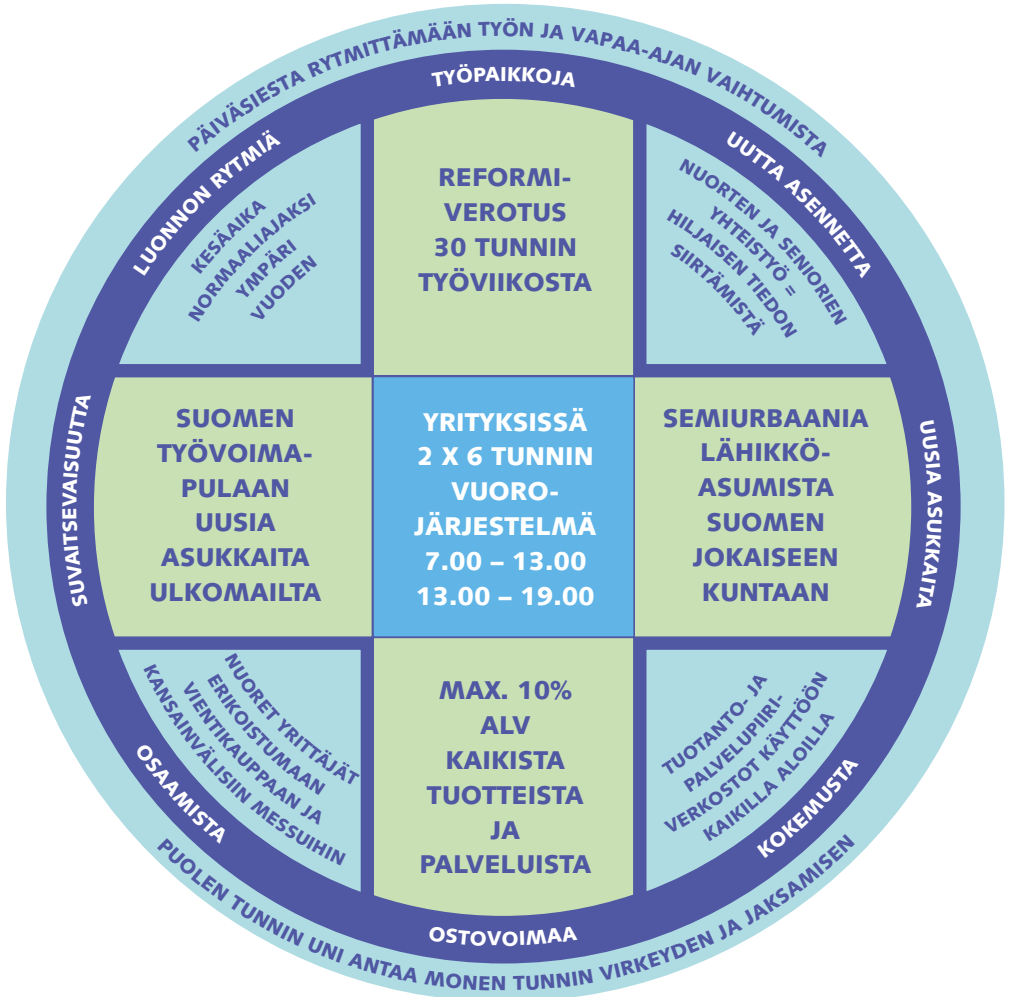 PÄIVÄSIESTA RYTMITTÄMÄÄN TYÖN JA VAPAA-AJAN VAIHTUMISTA
TYÖPAIKKOJA
LUONNON RYTMIÄ
UUTTA ASENNETTA
KESÄAIKA
NORMAALIAJAKSI
YMPÄRI
VUODEN
REFORMI-
VEROTUS
30 TUNNIN
TYÖVIIKOSTA
NUORTEN JA SENIORIEN
YHTEISTYÖ =
HILJAISEN TIEDON
SIIRTÄMISTÄ
SUVAITSEVAISUUTTA
SUOMEN
TYÖVOIMA-
PULAAN
UUSIA
ASUKKAITA
ULKOMAILTA
YRITYKSISSÄ
2 X 6 TUNNIN
VUORO-
JÄRJESTELMÄ
7.00 – 13.00
13.00 – 19.00
SEMIURBAANIA
LÄHIKKÖ-
ASUMISTA
SUOMEN
JOKAISEEN
KUNTAAN
UUSIA ASUKKAITA
NUORET YRITTÄJÄT
ERIKOISTUMAAN
VIENTIKAUPPAAN JA
KANSAINVÄLISIIN MESSUIHIN
MAX. 10%
ALV
KAIKISTA
TUOTTEISTA
JA
PALVELUISTA
TUOTANTO- JA
PALVELUPIIRI-
VERKOSTOT KÄYTTÖÖN
KAIKILLA ALOILLA
OSAAMISTA
KOKEMUSTA
OSTOVOIMAA
PUOLEN TUNNIN UNI ANTAA MONEN TUNNIN VIRKEYDEN JA JAKSAMISEN